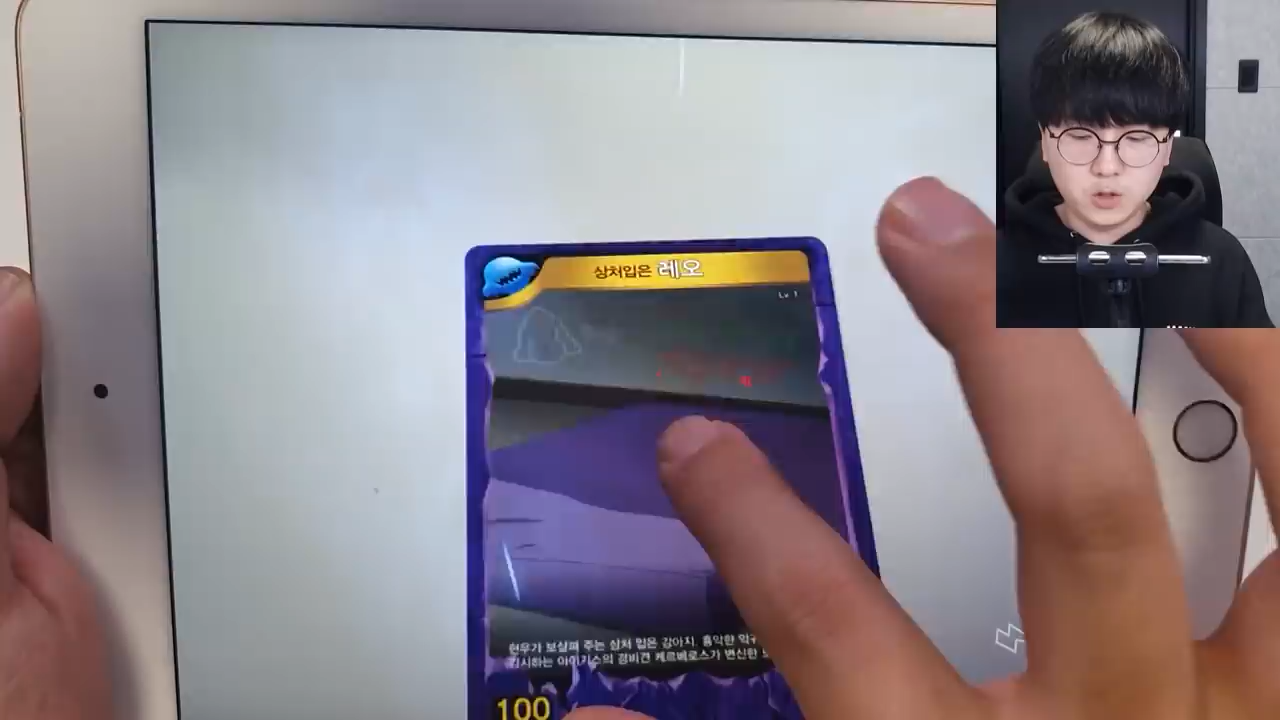 상처입은 레오
Lv 1
현우가 보살펴 주는 상처 입은 강아지. 흉악한 악귀
감시하는 아이기스의 경비견 케르베로스가 변신한
100